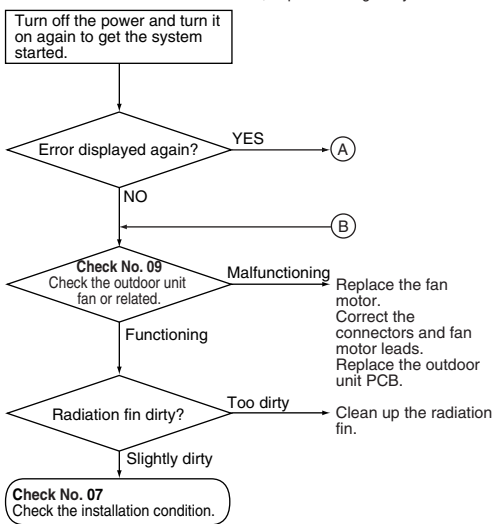 Turn off the power and turn it
on again to get the system
started.
Error displayed again?
YES
A
NO
B
Check No. 09
Check the outdoor unit
fan or related.
Malfunctioning
Replace the fan
motor.
Correct the
connectors and fan
motor leads.
Replace the outdoor
unit PCB.
Functioning
Radiation fin dirty?
Too dirty
Clean up the radiation
fin.
Slightly dirty
Check No. 07
Check the installation condition.